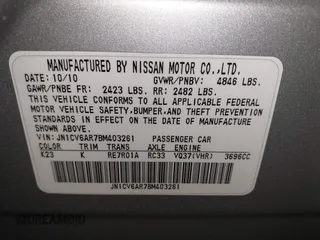 MANUFACTURED BY NISSAN MOTOR CO.,LTD.
DATE: 10/10 GVWR/PNBV: 4846 LBS.
GAWR/PNBE FR: 2423 LBS. RR: 2482 LBS.
THIS VEHICLE CONFORMS TO ALL APPLICABLE FEDERAL
MOTOR VEHICLE SAFETY, BUMPER, AND THEFT PREVENTION
STANDARDS IN EFFECT ON THE DATE OF MANUFACTURE
SHOWN ABOVE.
VIN: JN1CV6AR7BM403261 PASSENGER CAR
COLOR TRIM TRANS AXLE ENGINE
K23 K RE7R01A RC33 VQ37(VHR) 3696CC
JN1CV6AR7BM403261
DREAMBID